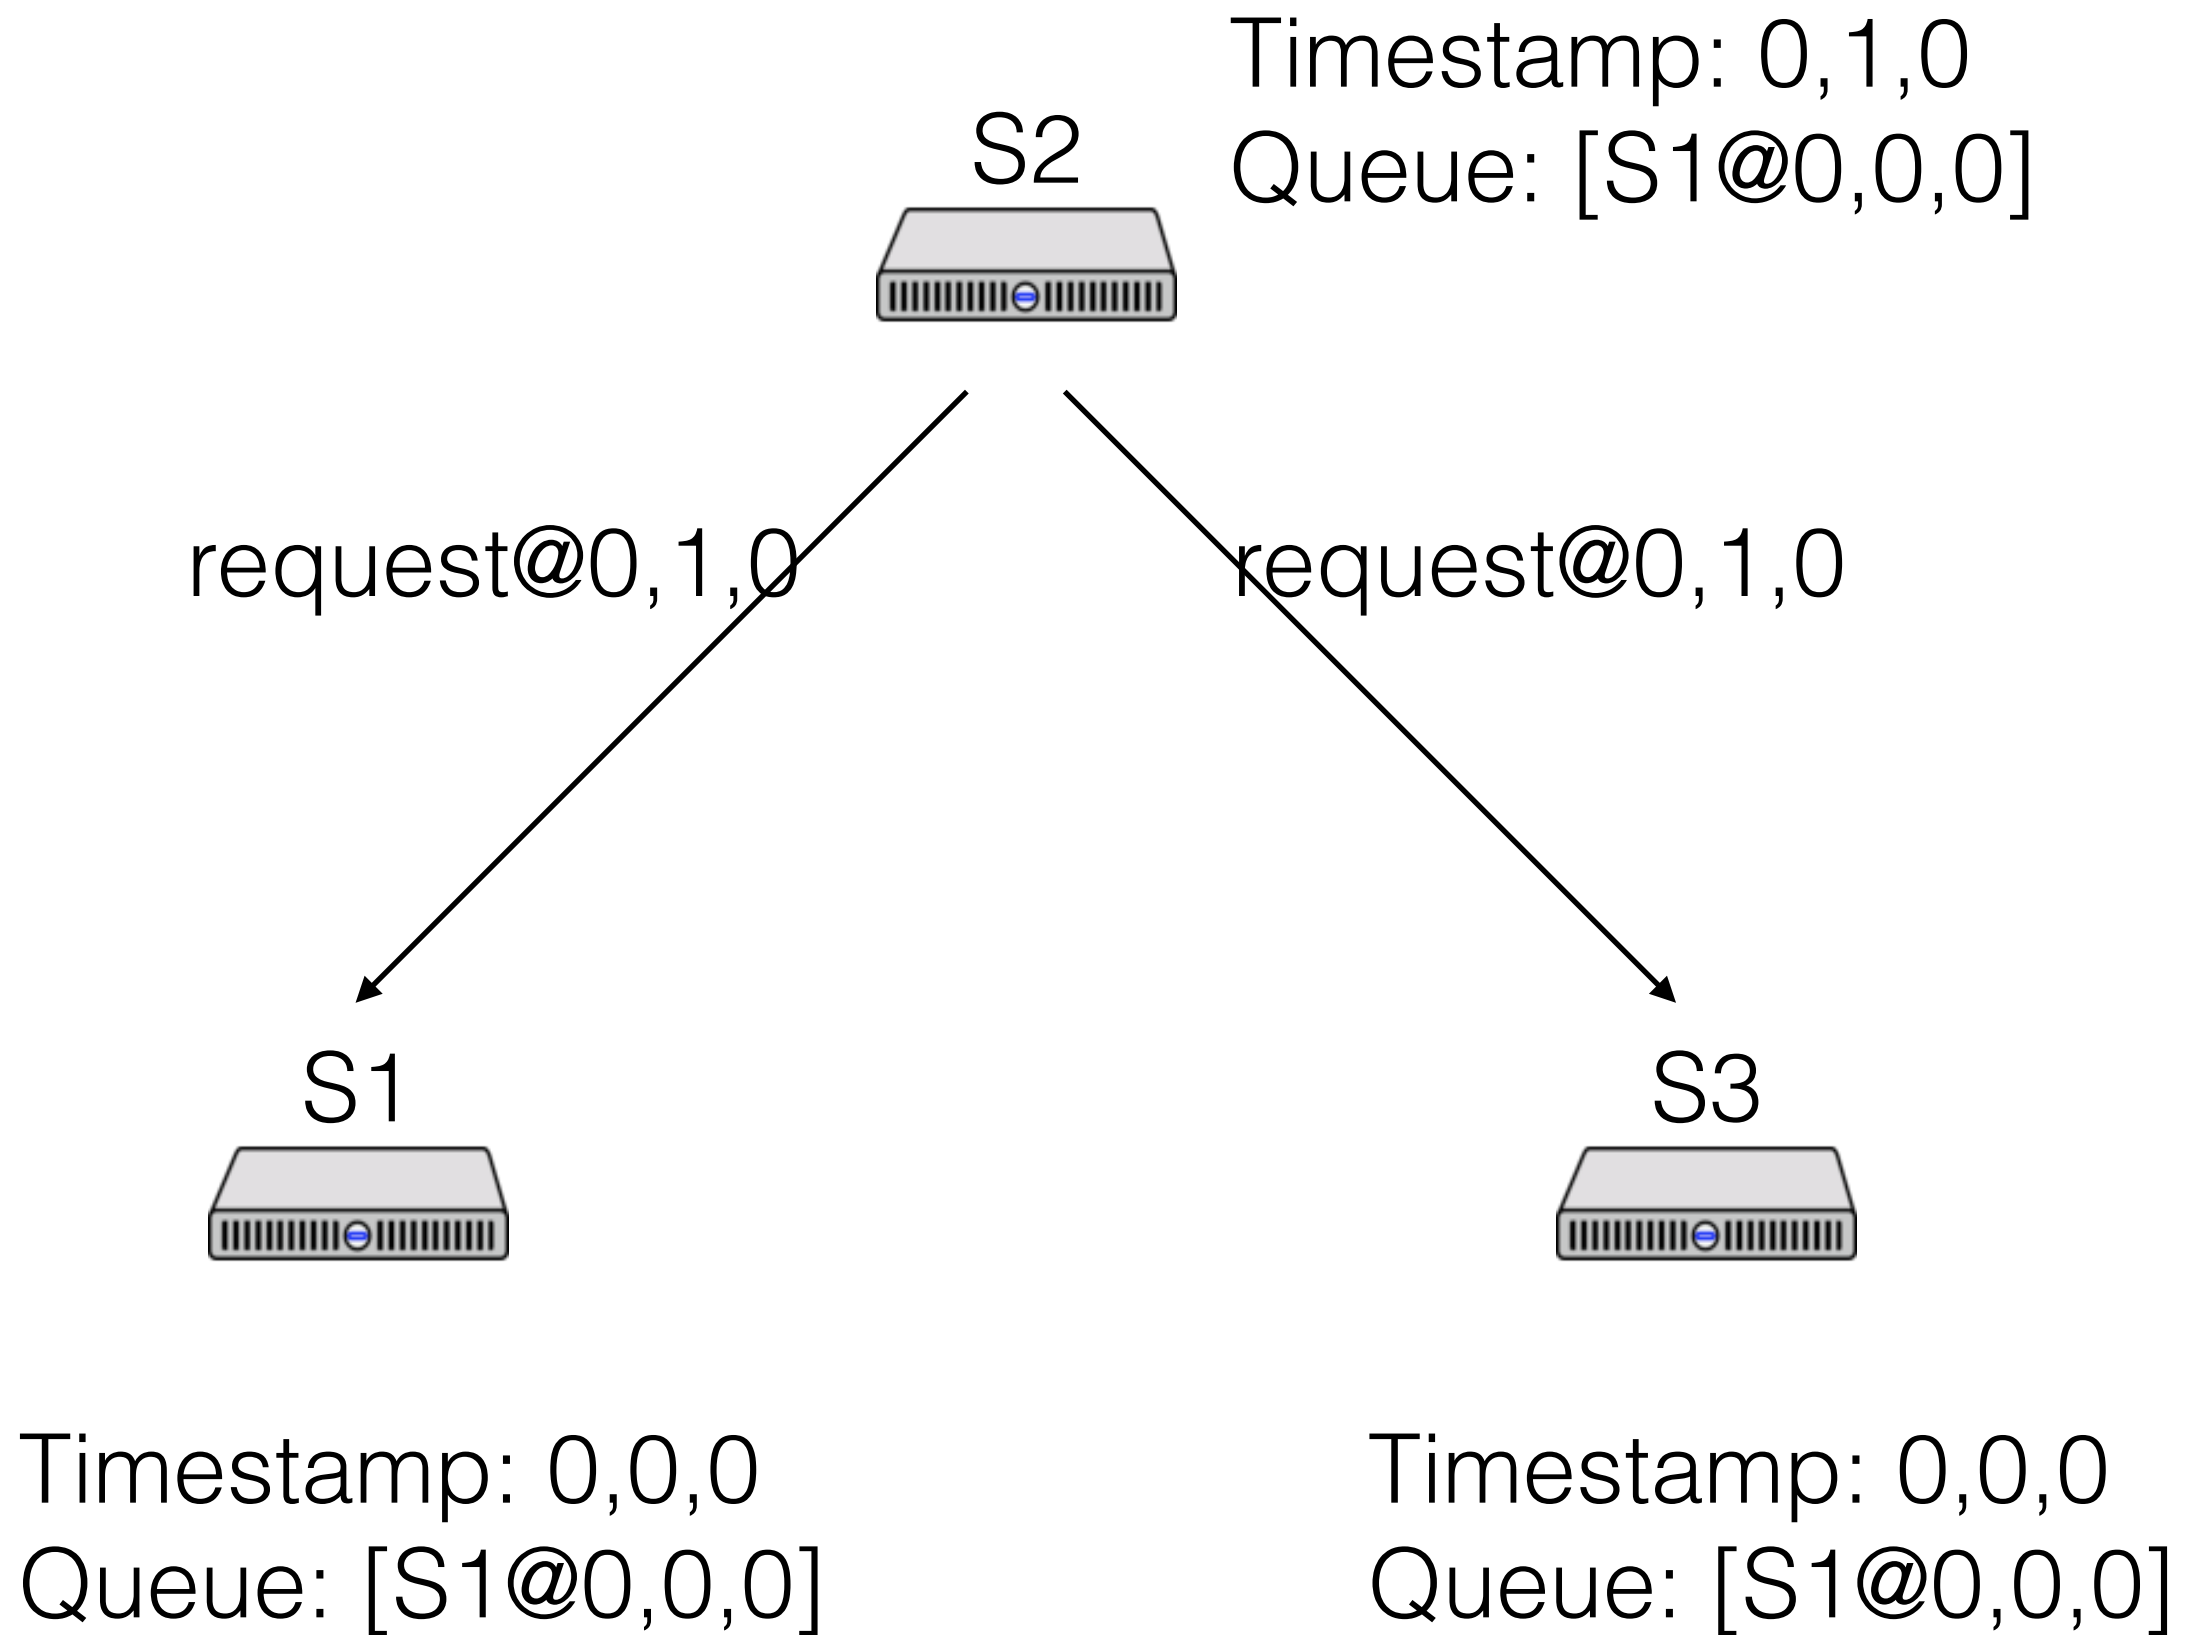 Timestamp: 0,1,0
Queue: [S1@0,0,0]
S2
request@0,1,0
request@0,1,0
S1
S3
Timestamp: 0,0,0
Queue: [S1@0,0,0]
Timestamp: 0,0,0
Queue: [S1@0,0,0]